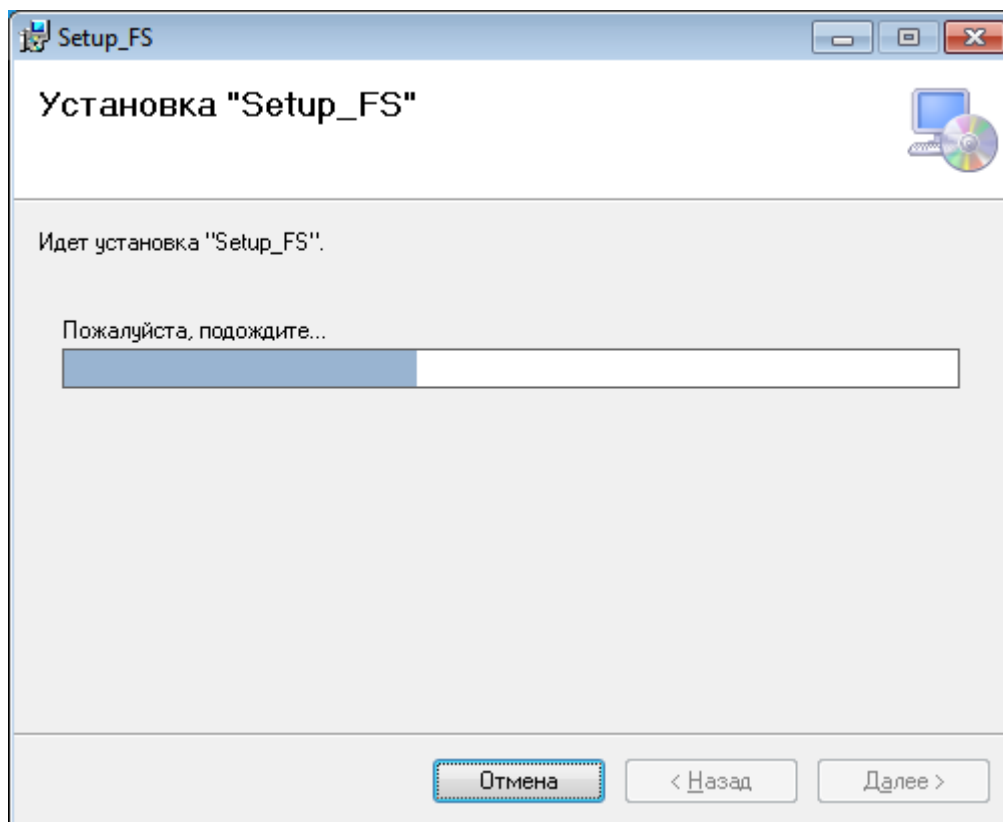 Setup_FS
Установка "Setup_FS"
Идет установка "Setup_FS".
Пожалуйста, подождите...
Отмена
< Назад
Далее >